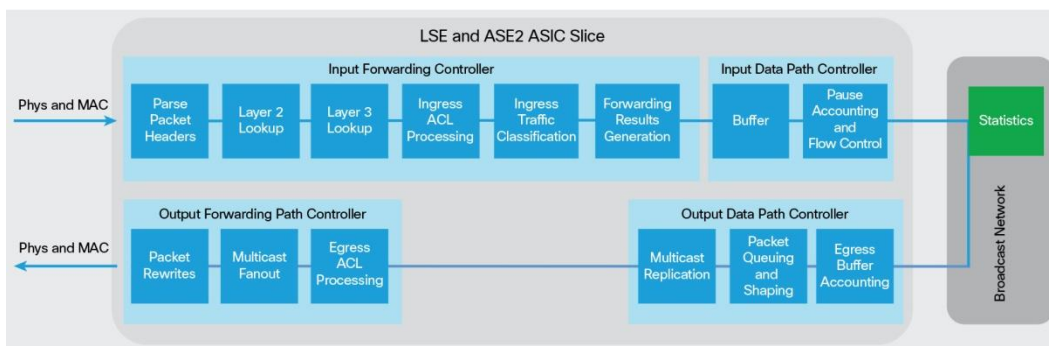 LSE and ASE2 ASIC Slice
Input Forwarding Controller
Input Data Path Controller
Phys and MAC
Parse
Packet
Headers
Layer 2
Lookup
Layer 3
Lookup
Ingress
ACL
Processing
Ingress
Traffic
Classification
Forwarding
Results
Generation
Buffer
Pause
Accounting
and
Flow Control
Statistics
Broadcast Network
Output Forwarding Path Controller
Output Data Path Controller
Phys and MAC
Packet
Rewrites
Multicast
Fanout
Egress
ACL
Processing
Multicast
Replication
Packet
Queuing
and
Shaping
Egress
Buffer
Accounting